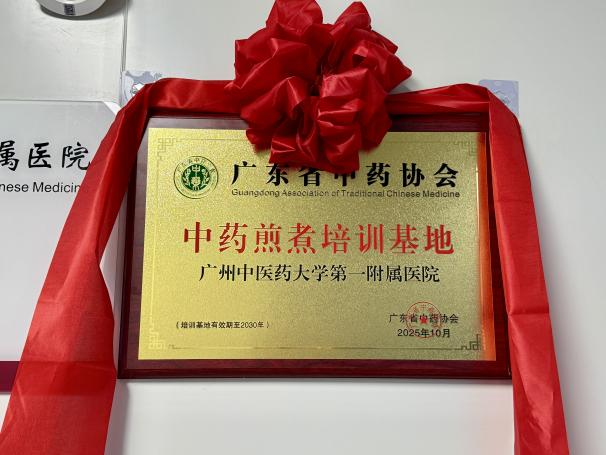 属医院
nese Medicine
广东省中药协会
Guangdong Association of Traditional Chinese Medicine
中药煎煮培训基地
广州中医药大学第一附属医院
（培训基地有效期至2030年）
广东省中药协会
2025年10月